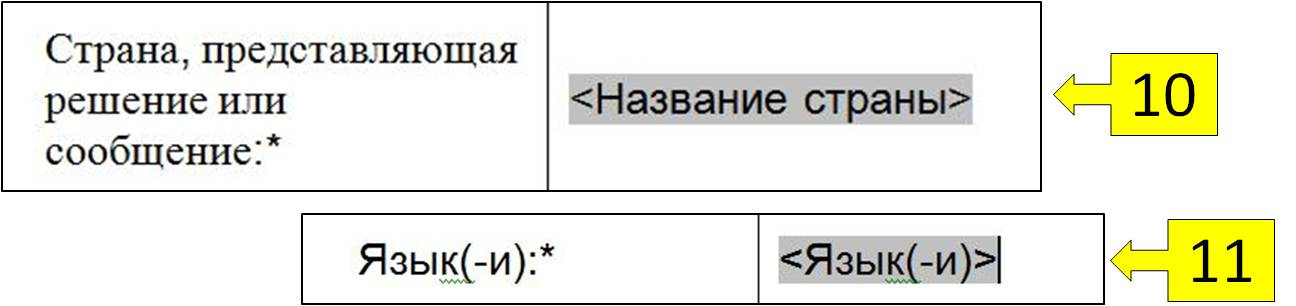 Страна, представляющая
решение или
сообщение:*
<Название страны>
10
Язык(-и):*
<Язык(-и)>
11